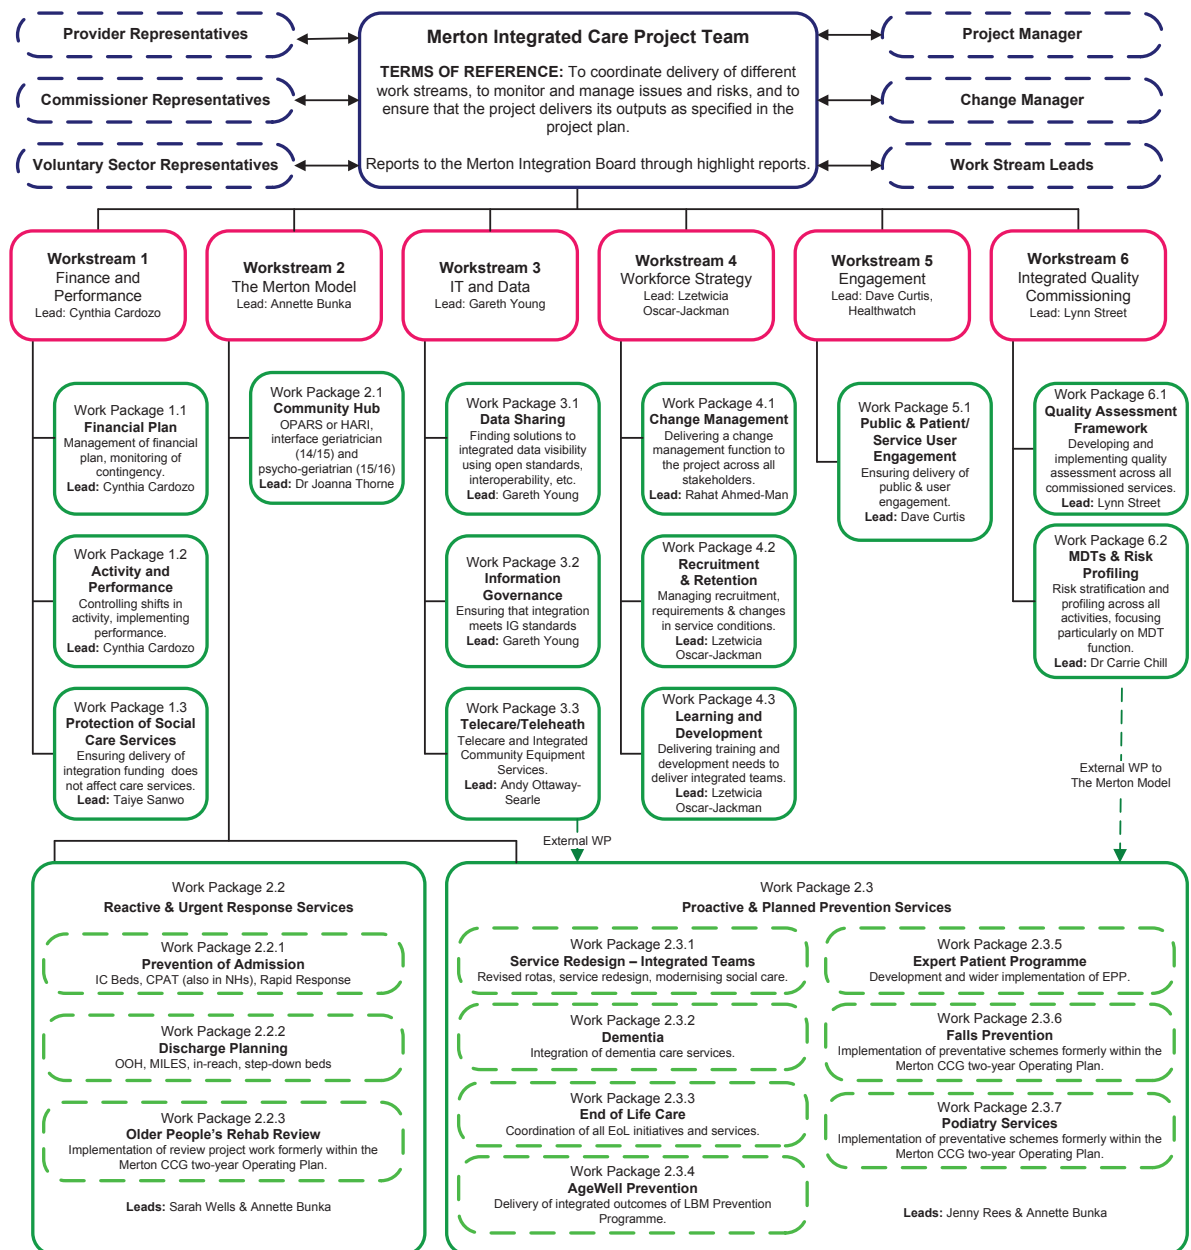 Provider Representatives
Commissioner Representatives
Voluntary Sector Representatives
Merton Integrated Care Project Team
TERMS OF REFERENCE: To coordinate delivery of different
work streams, to monitor and manage issues and risks, and to
ensure that the project delivers its outputs as specified in the
project plan.
Reports to the Merton Integration Board through highlight reports.
Project Manager
Change Manager
Work Stream Leads
Workstream 1
Finance and
Performance
Lead: Cynthia Cardozo
Workstream 2
The Merton Model
Lead: Annette Bunka
Workstream 3
IT and Data
Lead: Gareth Young
Workstream 4
Workforce Strategy
Lead: Lzetwicia
Oscar-Jackman
Workstream 5
Engagement
Lead: Dave Curtis,
Healthwatch
Workstream 6
Integrated Quality
Commissioning
Lead: Lynn Street
Work Package 1.1
Financial Plan
Management of financial
plan, monitoring of
contingency.
Lead: Cynthia Cardozo
Work Package 1.2
Activity and
Performance
Controlling shifts in
activity, implementing
performance.
Lead: Cynthia Cardozo
Work Package 1.3
Protection of Social
Care Services
Ensuring delivery of
integration funding does
not affect care services.
Lead: Taiye Sanwo
Work Package 2.1
Community Hub
OPARS or HARI,
interface geriatrician
(14/15) and
psycho-geriatrian (15/16)
Lead: Dr Joanna Thorne
Work Package 3.1
Data Sharing
Finding solutions to
integrated data visibility
using open standards,
interoperability, etc.
Lead: Gareth Young
Work Package 3.2
Information
Governance
Ensuring that integration
meets IG standards
Lead: Gareth Young
Work Package 3.3
Telecare/Teleheath
Telecare and Integrated
Community Equipment
Services.
Lead: Andy Ottaway-
Searle
External WP
Work Package 4.1
Change Management
Delivering a change
management function to
the project across all
stakeholders.
Lead: Rahat Ahmed-Man
Work Package 4.2
Recruitment
& Retention
Managing recruitment,
requirements & changes
in service conditions.
Lead: Lzetwicia
Oscar-Jackman
Work Package 4.3
Learning and
Development
Delivering training and
development needs to
deliver integrated teams.
Lead: Lzetwicia
Oscar-Jackman
Work Package 5.1
Public & Patient/
Service User
Engagement
Ensuring delivery of
public & user
engagement.
Lead: Dave Curtis
Work Package 6.1
Quality Assessment
Framework
Developing and
implementing quality
assessment across all
commissioned services.
Lead: Lynn Street
Work Package 6.2
MDTs & Risk
Profiling
Risk stratification and
profiling across all
activities, focusing
particularly on MDT
function.
Lead: Dr Carrie Chill
External WP to
The Merton Model
Work Package 2.2
Reactive & Urgent Response Services
Work Package 2.2.1
Prevention of Admission
IC Beds, CPAT (also in NHs), Rapid Response
Work Package 2.2.2
Discharge Planning
OOH, MILES, in-reach, step-down beds
Work Package 2.2.3
Older People's Rehab Review
Implementation of review project work formerly within the
Merton CCG two-year Operating Plan.
Leads: Sarah Wells & Annette Bunka
Work Package 2.3
Proactive & Planned Prevention Services
Work Package 2.3.1
Service Redesign – Integrated Teams
Revised rotas, service redesign, modernising social care.
Work Package 2.3.2
Dementia
Integration of dementia care services.
Work Package 2.3.3
End of Life Care
Coordination of all EoL initiatives and services.
Work Package 2.3.4
AgeWell Prevention
Delivery of integrated outcomes of LBM Prevention
Programme.
Work Package 2.3.5
Expert Patient Programme
Development and wider implementation of EPP.
Work Package 2.3.6
Falls Prevention
Implementation of preventative schemes formerly within the
Merton CCG two-year Operating Plan.
Work Package 2.3.7
Podiatry Services
Implementation of preventative schemes formerly within the
Merton CCG two-year Operating Plan.
Leads: Jenny Rees & Annette Bunka